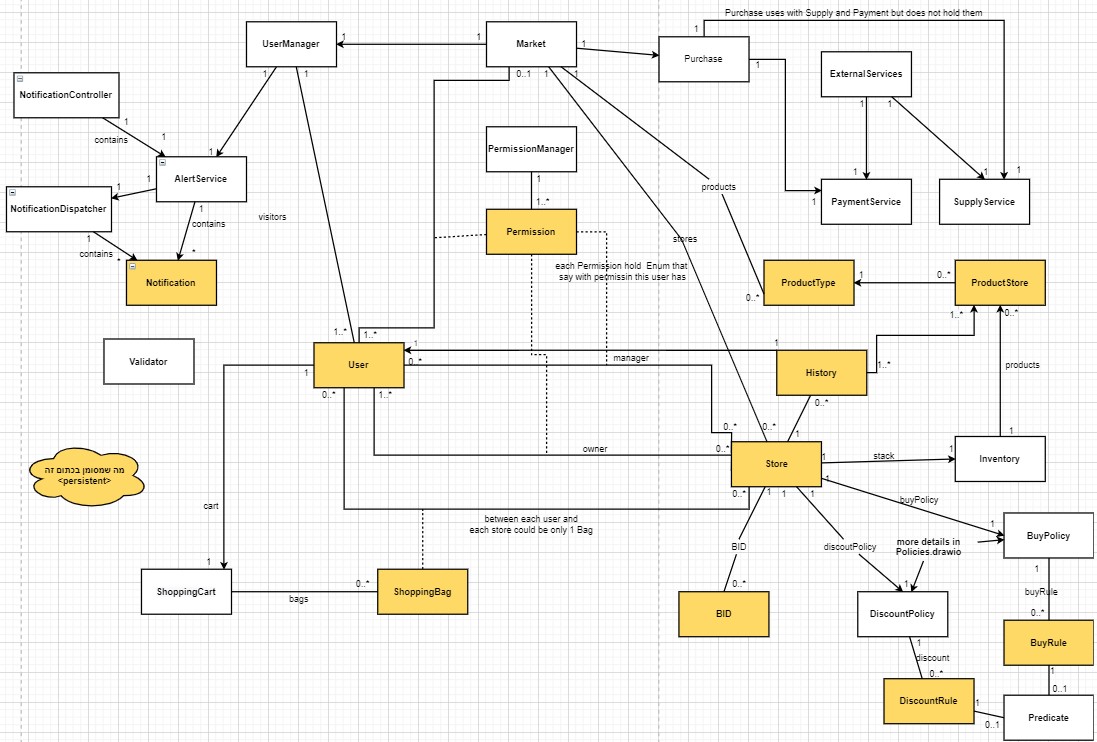 Purchase uses with Supply and Payment but does not hold them
1
1
UserManager
1
1
Market
1
Purchase
1
1
1
0..1
1
1
ExternalServices
1
1
NotificationController
1
contains
1
1
AlertService
PermissionManager
1
1
NotificationDispatcher
1
contains
1
contains
*
*
Notification
visitors
1
1..*
Permission
products
stores
each Permission hold Enum that
say with permissin this user has
1
1
PaymentService
1
1
SupplyService
0..*
ProductType
1
0..*
ProductStore
1..*
0..*
Validator
1..*
1..*
User
1
0..*
manager
1
0..*
1..*
1
History
1..*
0..*
products
1
0..*
0..*
0..*
1
Store
1
stack
1
Inventory
1
owner
0..*
1
1
1
מה שמסומן בכתום זה
<persistent>
cart
between each user and
each store could be only 1 Bag
buyPolicy
1
BuyPolicy
more details in
Policies.drawio
BID
discoutPolicy
1
ShoppingCart
bags
0..*
ShoppingBag
0..*
BID
1
DiscountPolicy
1
buyRule
0..*
BuyRule
1
discount
0..*
DiscountRule
1
0..1
1
0..1
Predicate